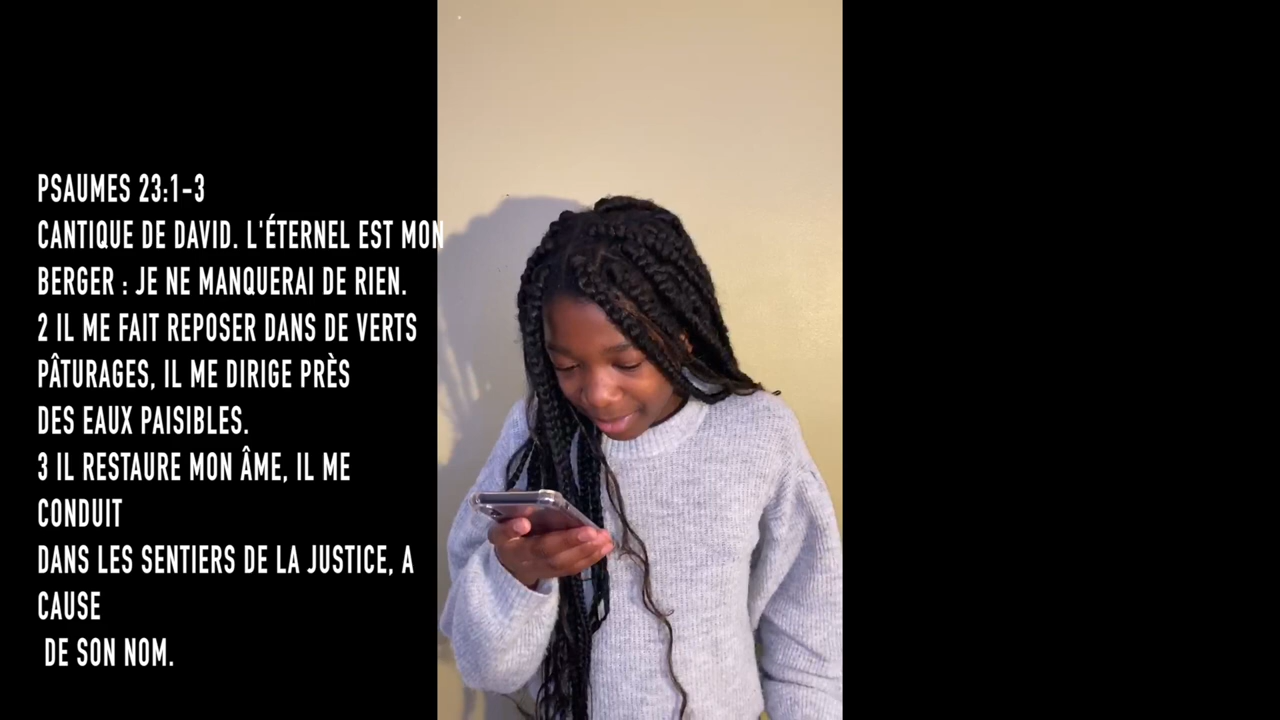 PSAUMES 23:1-3
CANTIQUE DE DAVID. L'ÉTERNEL EST MON
BERGER : JE NE MANQUERAI DE RIEN.
2 IL ME FAIT REPOSER DANS DE VERTS
PÂTURAGES, IL ME DIRIGE PRÈS
DES EAUX PAISIBLES.
3 IL RESTAURE MON ÂME, IL ME
CONDUIT
DANS LES SENTIERS DE LA JUSTICE, A
CAUSE
DE SON NOM.